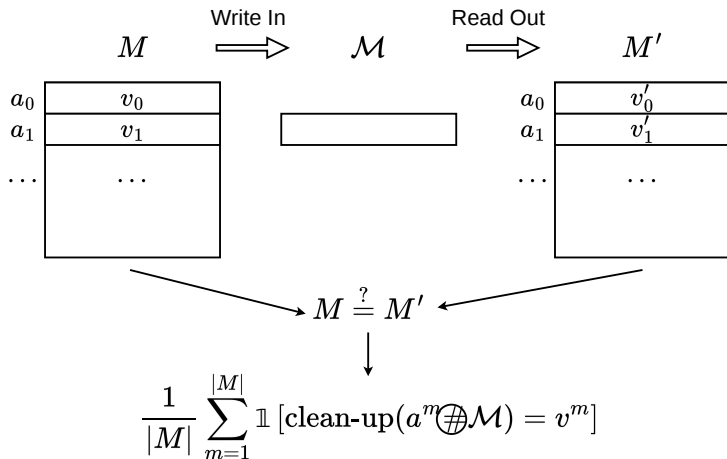 Write In
Read Out
M ℳ M′
a₀ v₀ a₀ v′₀
a₁ v₁ a₁ v′₁
… … … …
M ≟ M′
1/|M| ∑_{m=1}^{|M|} 𝟙 [clean-up(a^m ⊕̸ ℳ) = v^m]